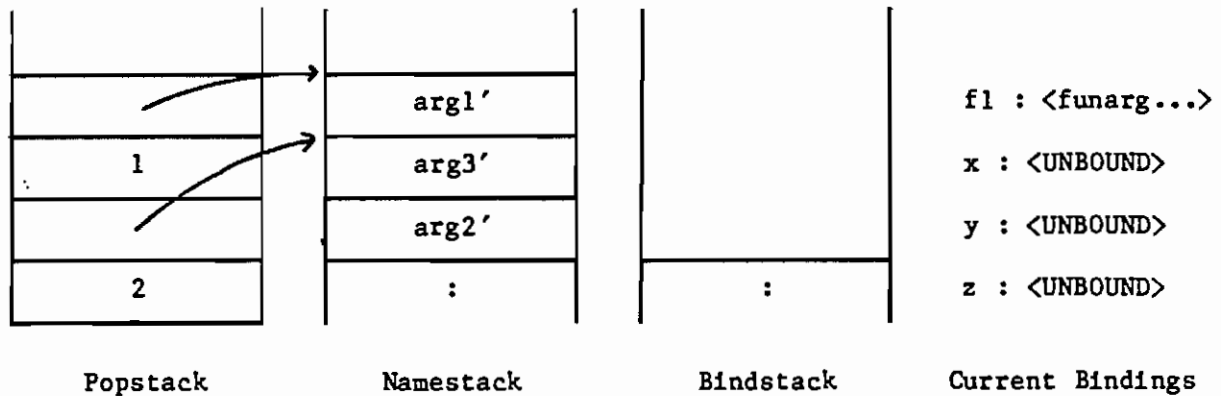 arg1′ f1 : <funarg...>
1 arg3′ x : <UNBOUND>
arg2′ y : <UNBOUND>
2 : : z : <UNBOUND>
Popstack Namestack Bindstack Current Bindings